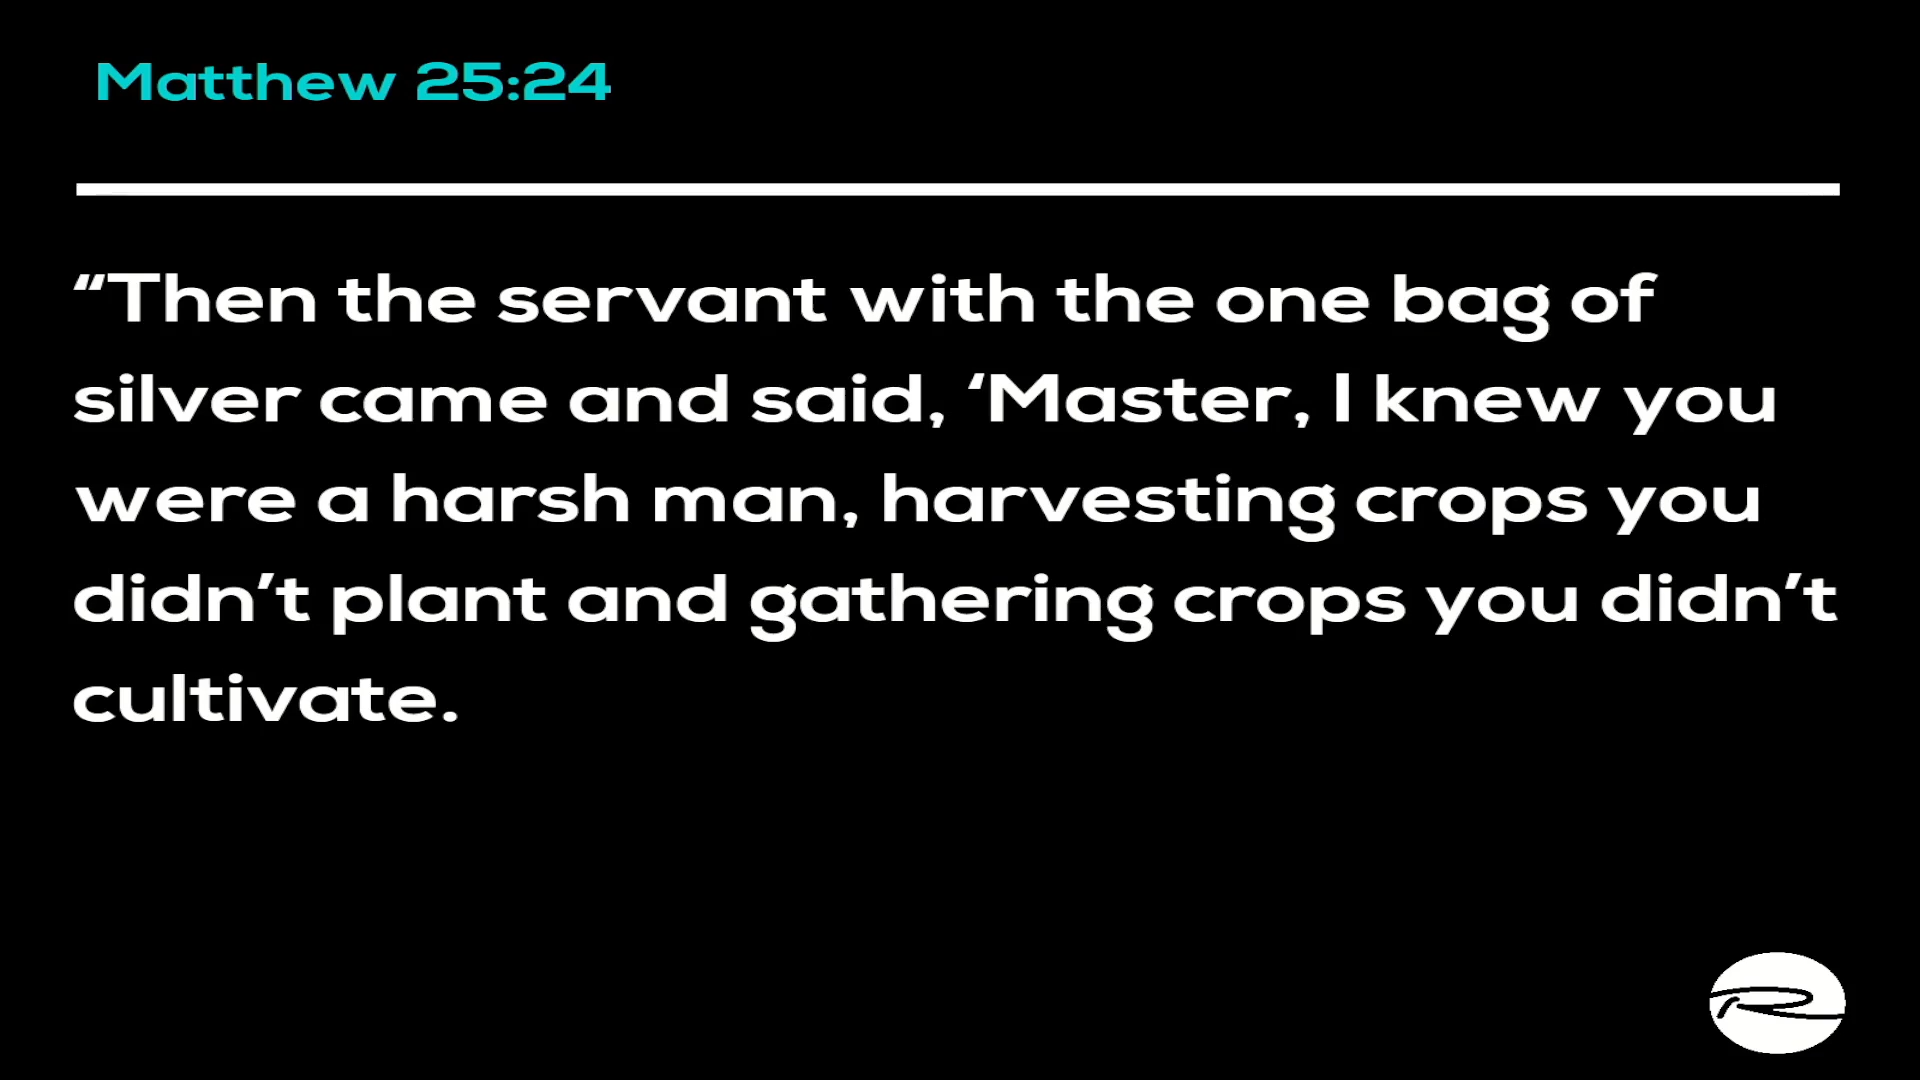 Matthew 25:24
“Then the servant with the one bag of
silver came and said, ‘Master, I knew you
were a harsh man, harvesting crops you
didn’t plant and gathering crops you didn’t
cultivate.
R